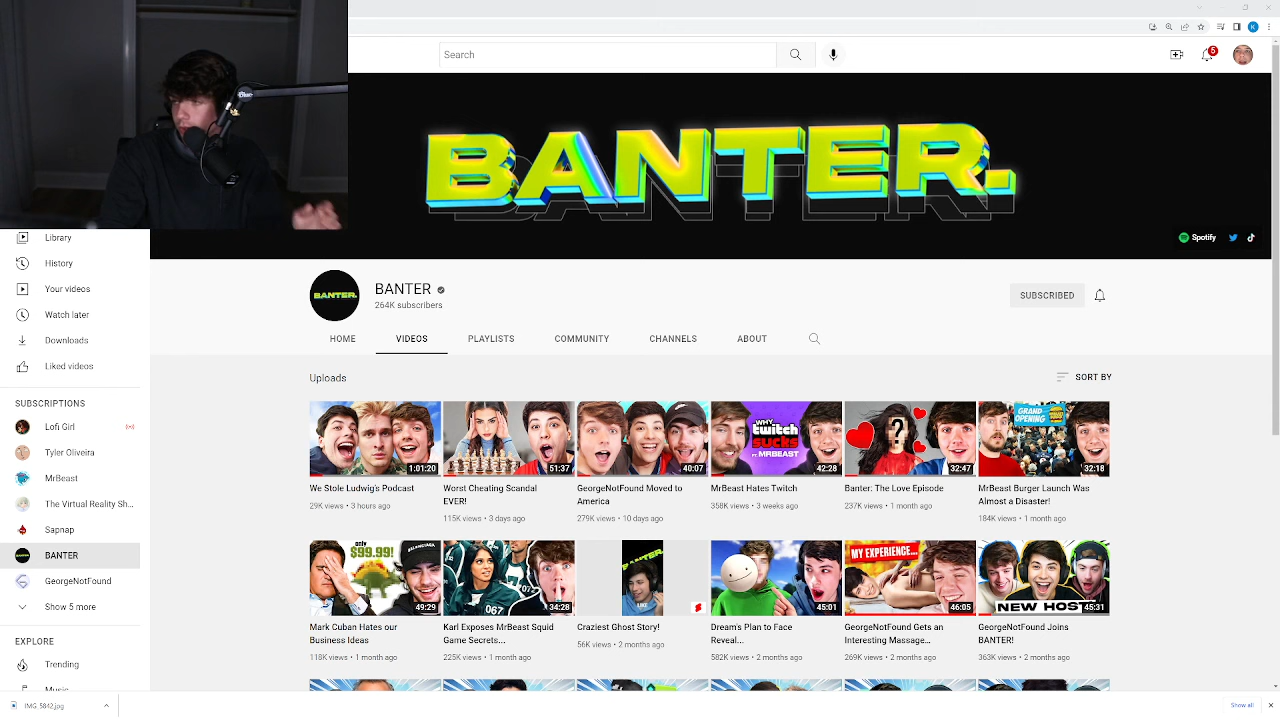 K
Search
5
BANTER.
Spotify
Library
History
Your videos
Watch later
Downloads
Liked videos
SUBSCRIPTIONS
Lofi Girl
Seb Oliveira
MrBeast
The Virtual Reality Sh...
Sapnap
BANTER
GeorgeNotFound
Show 5 more
EXPLORE
Trending
Music
BANTER.
BANTER
264K subscribers
SUBSCRIBED
HOME
VIDEOS
PLAYLISTS
COMMUNITY
CHANNELS
ABOUT
Uploads
SORT BY
1:01:20
We Stole Ludwig's Podcast
29K views • 3 hours ago
51:37
Worst Cheating Scandal
EVER!
115K views • 3 days ago
40:07
GeorgeNotFound Moved to
America
279K views • 10 days ago
WHY
twitch
sucks
FT. MRBEAST
42:28
MrBeast Hates Twitch
358K views • 3 weeks ago
?
32:47
Banter: The Love Episode
237K views • 1 month ago
GRAND
OPENING
32:18
MrBeast Burger Launch Was
Almost a Disaster!
184K views • 1 month ago
only
$99.99!
BALENCIAGA
49:29
Mark Cuban Hates our
Business Ideas
118K views • 1 month ago
067
34:28
Karl Exposes MrBeast Squid
Game Secrets...
225K views • 1 month ago
BANTER.
LIKE
Craziest Ghost Story!
56K views • 2 months ago
45:01
Dream's Plan to Face
Reveal...
582K views • 2 months ago
MY EXPERIENCE...
46:05
GeorgeNotFound Gets an
Interesting Massage...
269K views • 2 months ago
NEW HOST
45:31
GeorgeNotFound Joins
BANTER!
363K views • 2 months ago
blue
IMG_5842.jpg
Show all